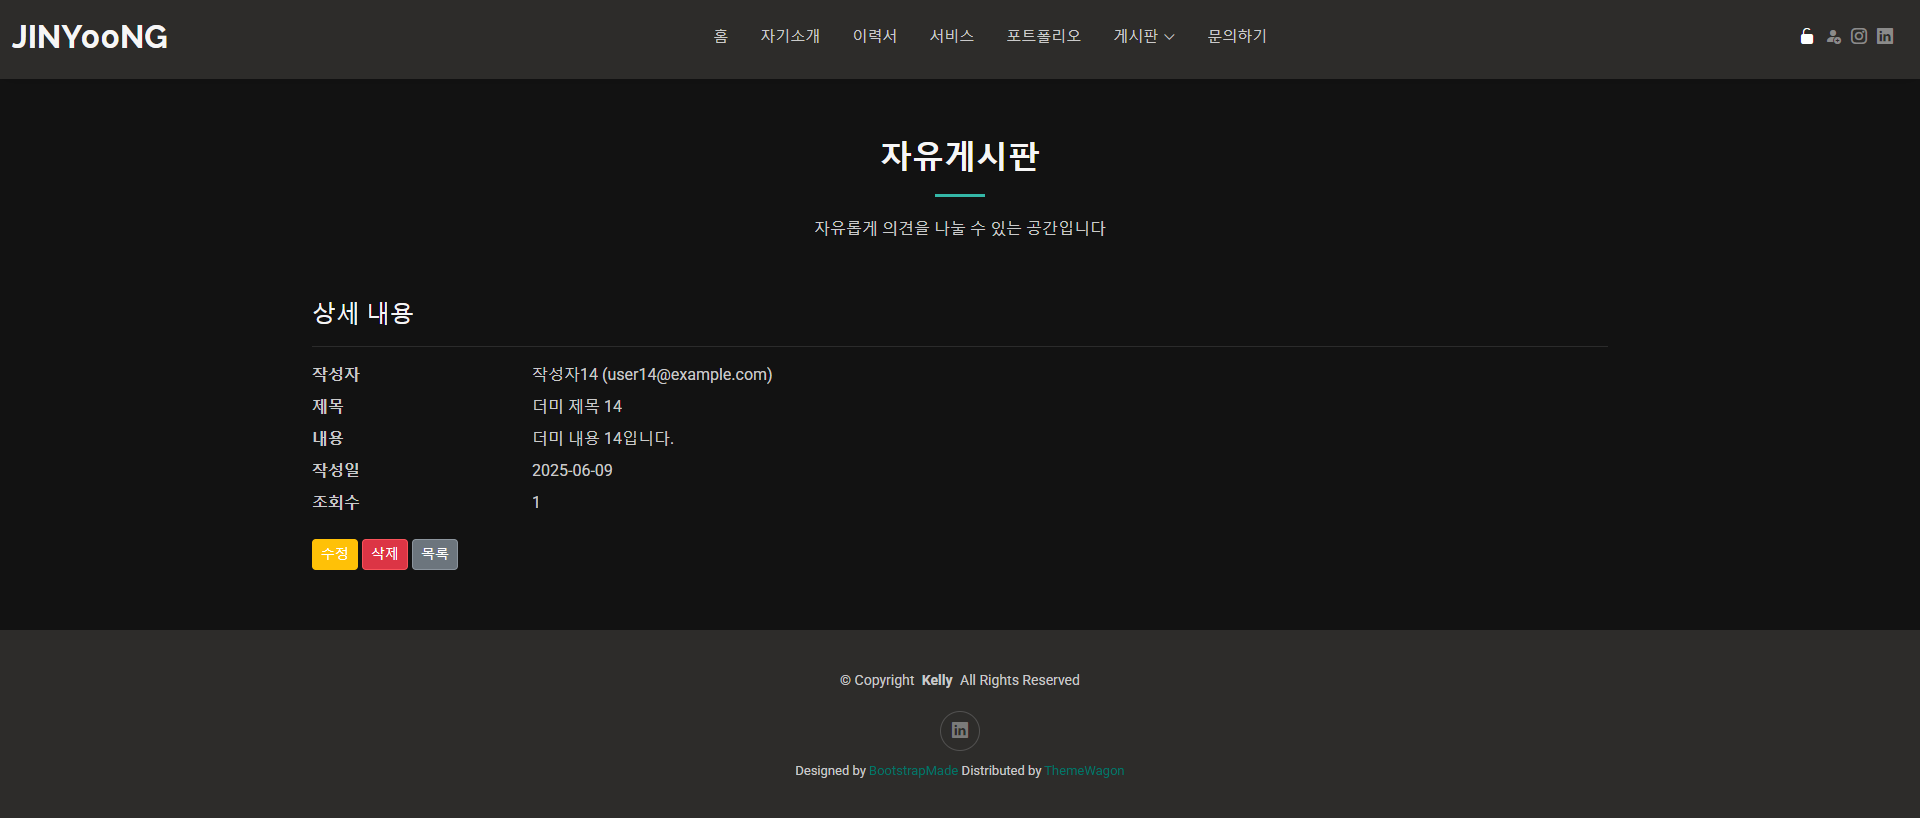 JINYooNG
홈 자기소개 이력서 서비스 포트폴리오 게시판 문의하기
자유게시판
자유롭게 의견을 나눌 수 있는 공간입니다
상세 내용
작성자 작성자14 (user14@example.com)
제목 더미 제목 14
내용 더미 내용 14입니다.
작성일 2025-06-09
조회수 1
수정 삭제 목록
© Copyright Kelly All Rights Reserved
Designed by BootstrapMade Distributed by ThemeWagon